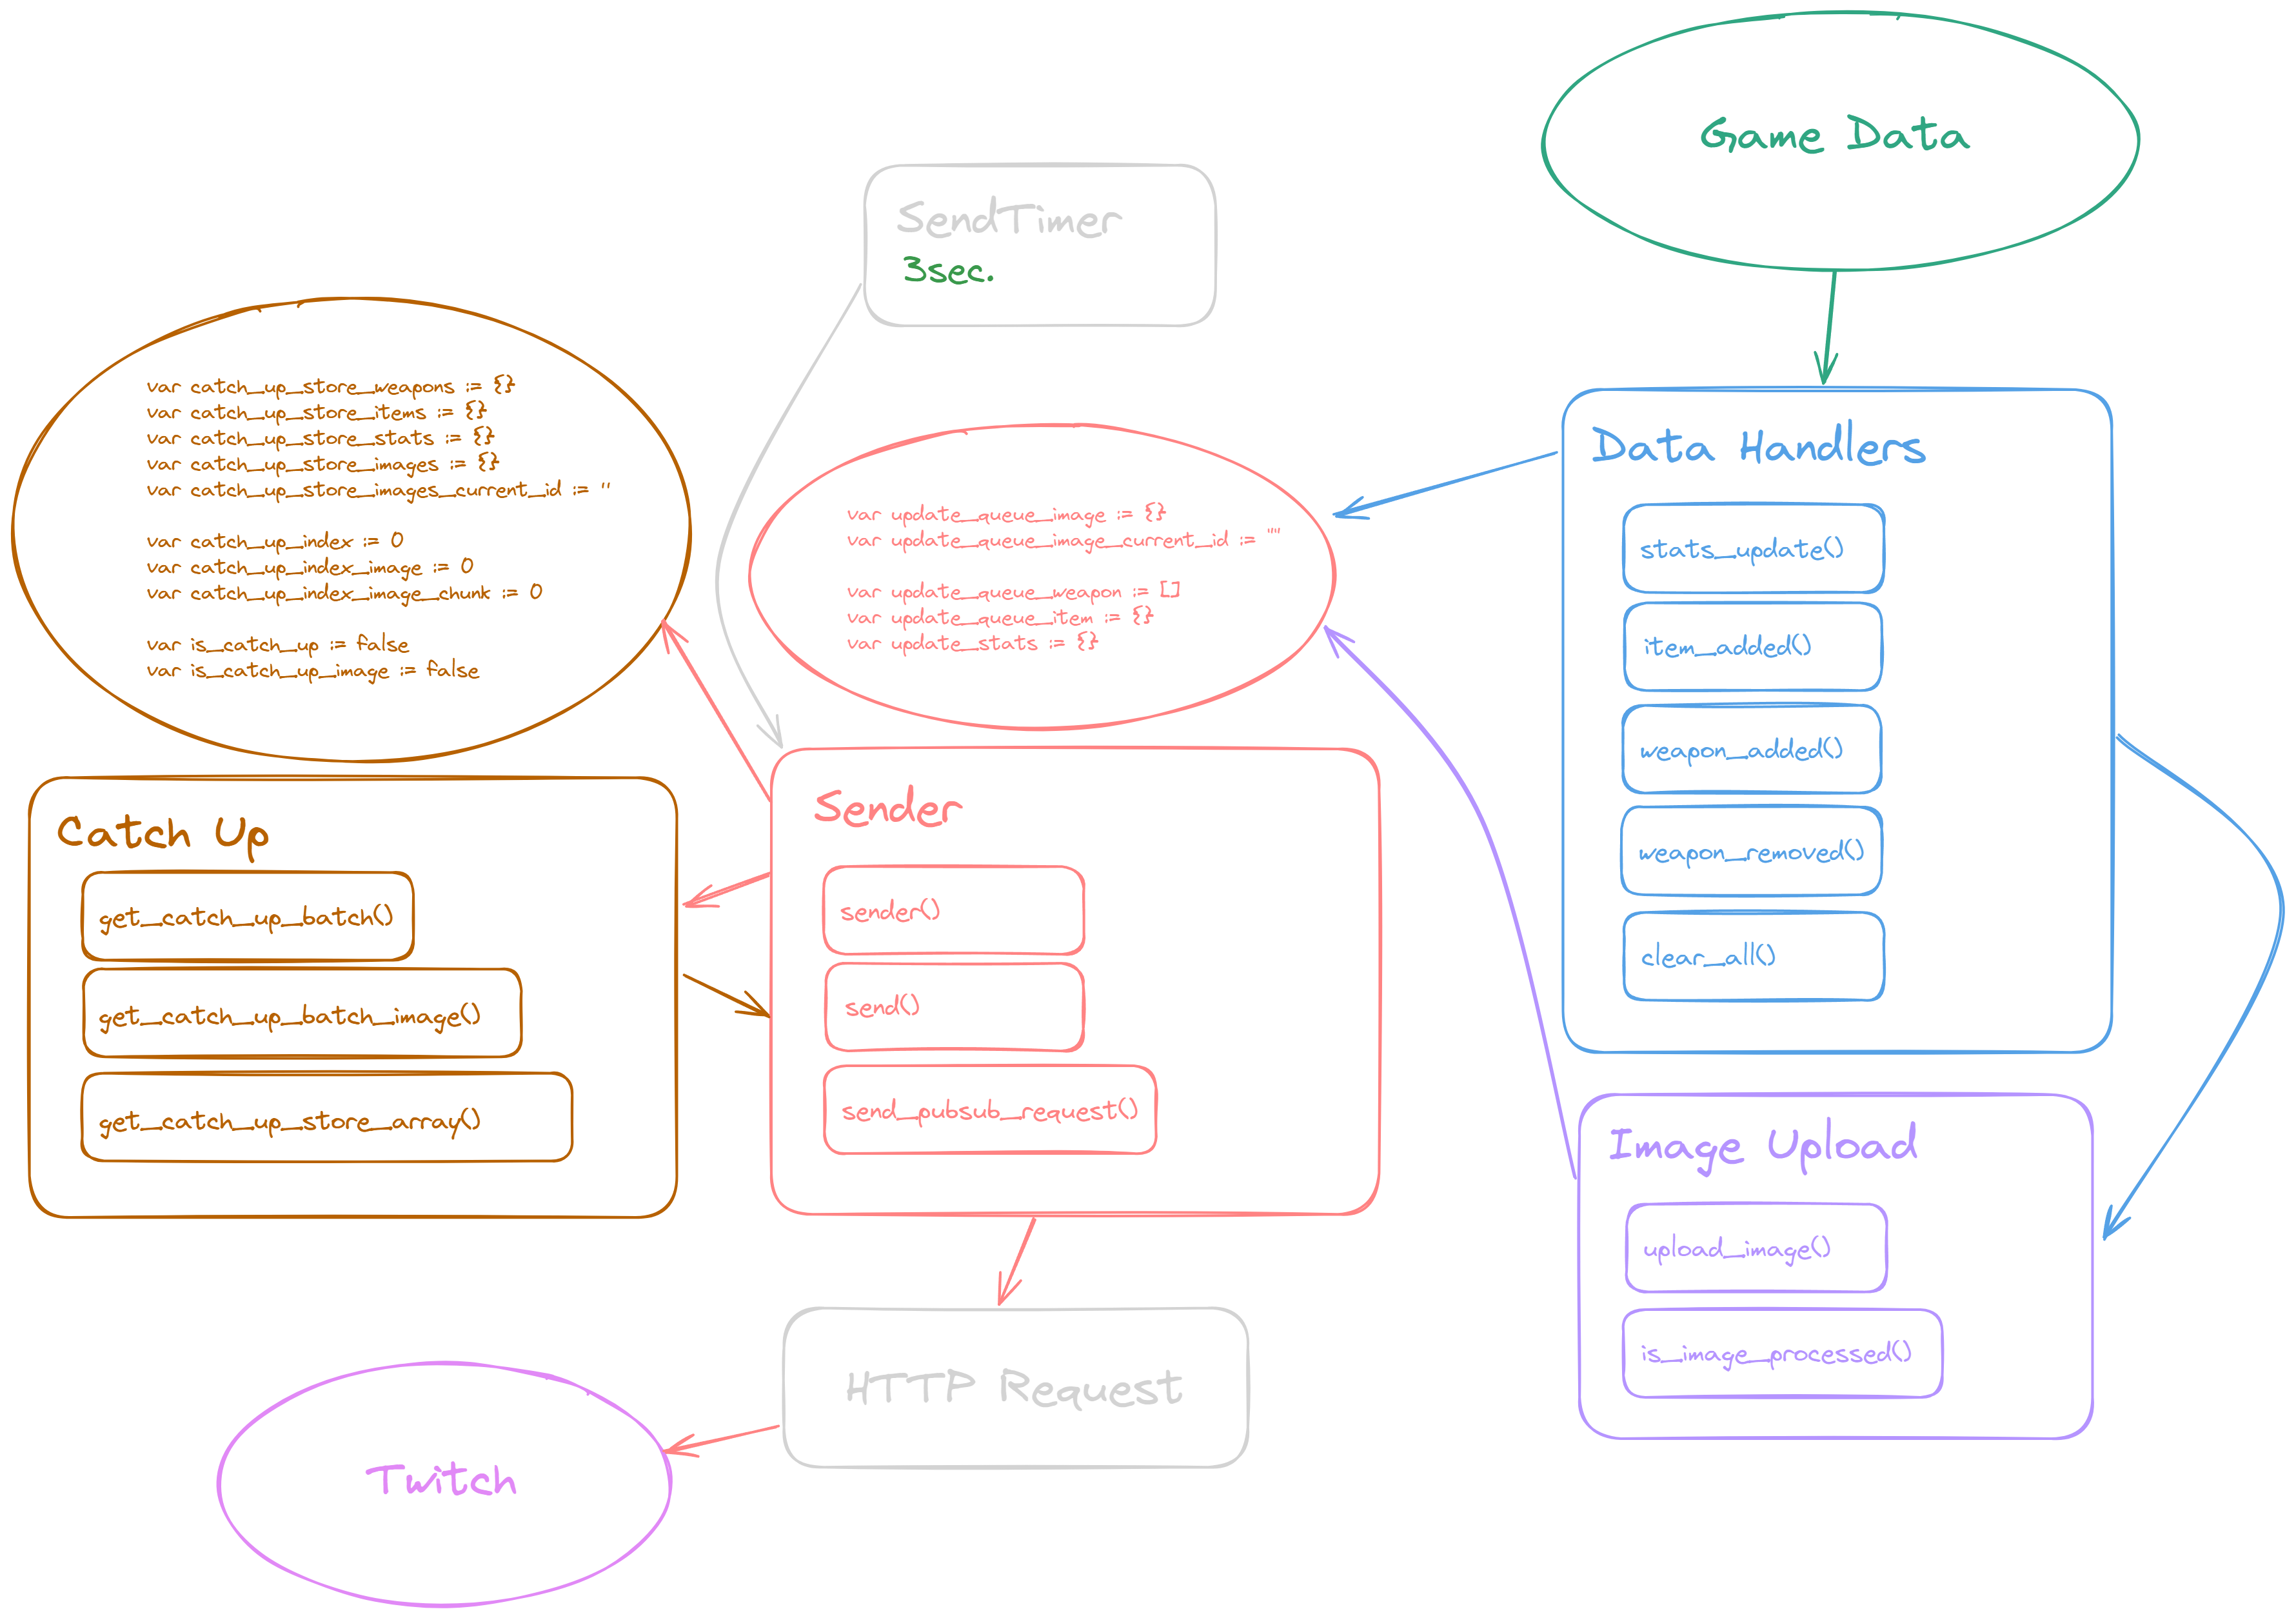 Game Data
SendTimer
3sec.
var catch_up_store_weapons := {}
var catch_up_store_items := {}
var catch_up_store_stats := {}
var catch_up_store_images := {}
var catch_up_store_images_current_id := ''
var catch_up_index := 0
var catch_up_index_image := 0
var catch_up_index_image_chunk := 0
var is_catch_up := false
var is_catch_up_image := false
var update_queue_image := {}
var update_queue_image_current_id := ""
var update_queue_weapon := []
var update_queue_item := {}
var update_stats := {}
Data Handlers
stats_update()
item_added()
weapon_added()
weapon_removed()
clear_all()
Catch Up
get_catch_up_batch()
get_catch_up_batch_image()
get_catch_up_store_array()
Sender
sender()
send()
send_pubsub_request()
Image Upload
upload_image()
is_image_processed()
HTTP Request
Twitch